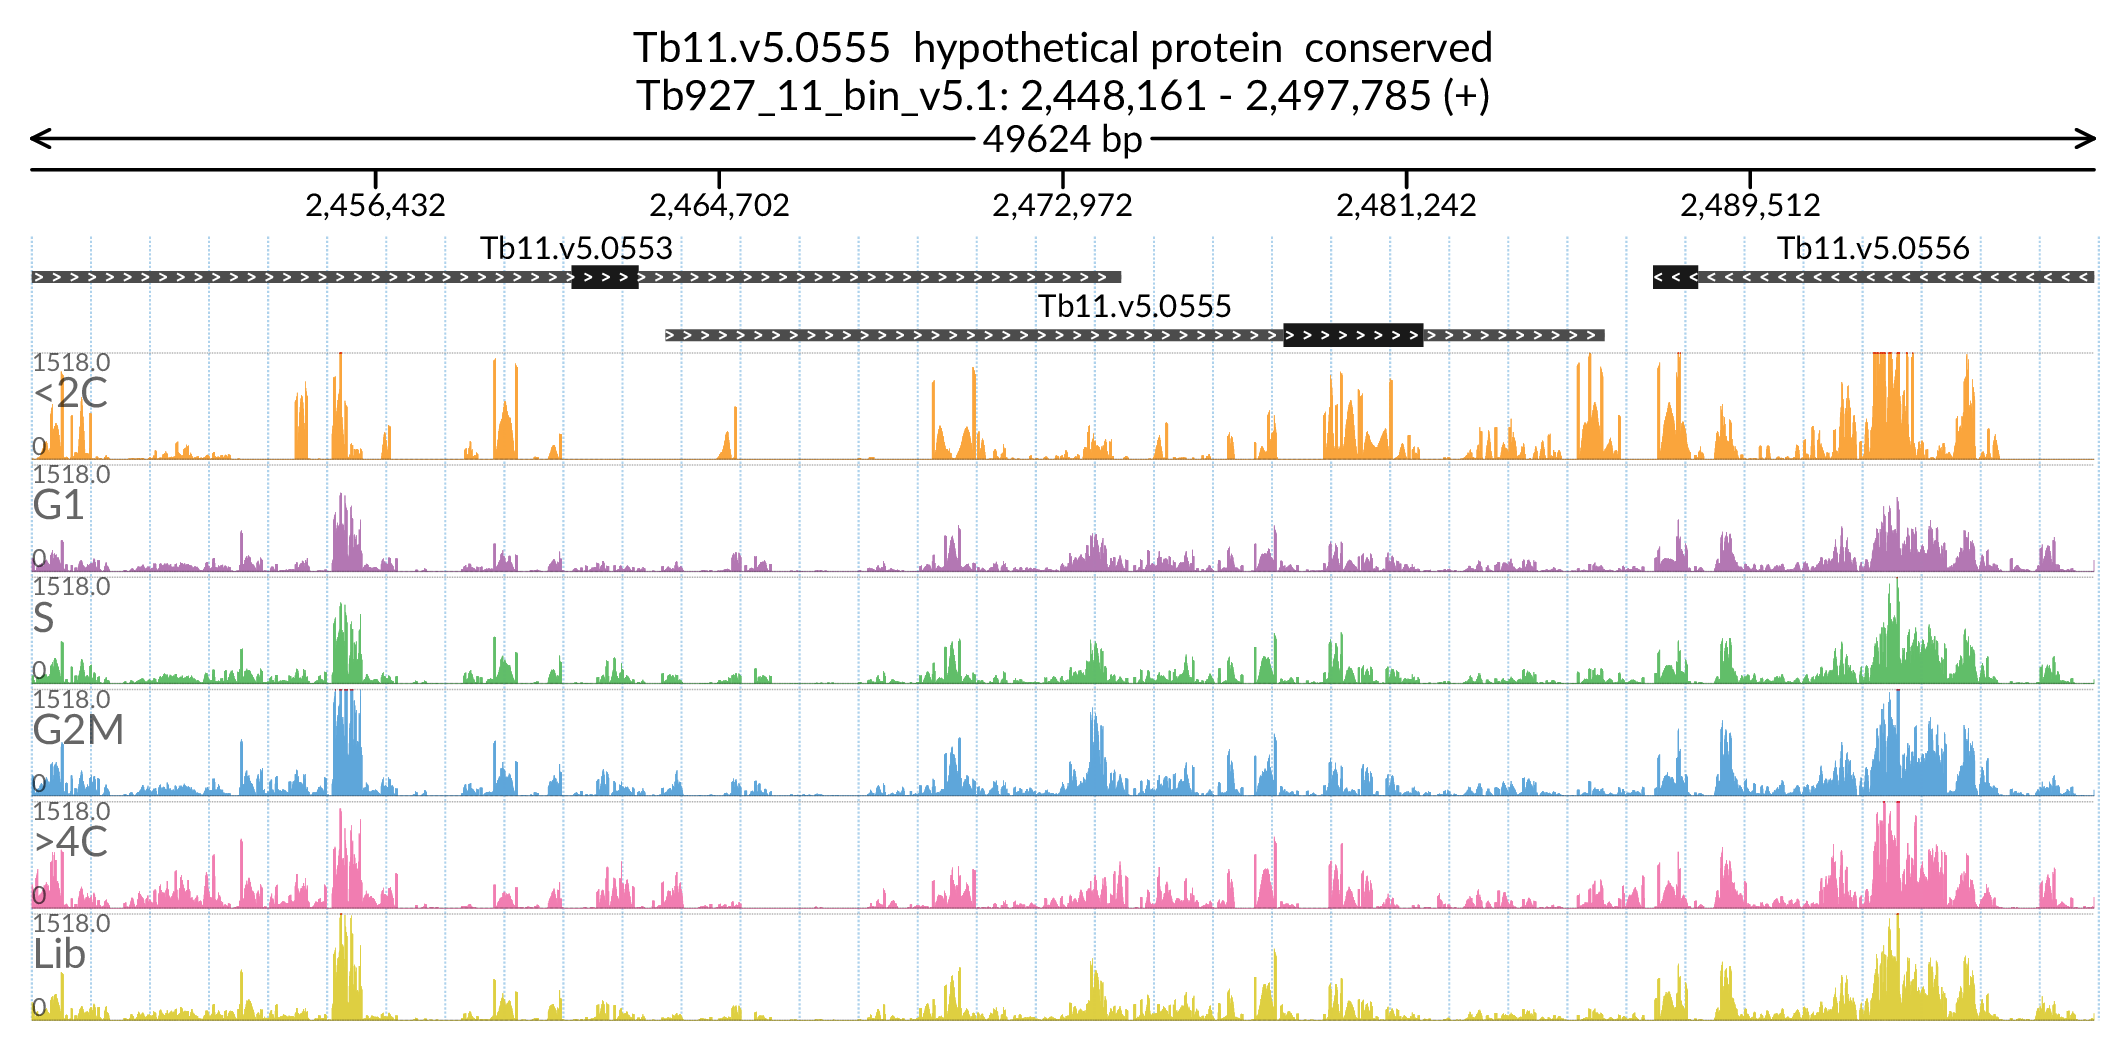 Tb11.v5.0555 hypothetical protein conserved
Tb927_11_bin_v5.1: 2,448,161 - 2,497,785 (+)
49624 bp
2,456,432 2,464,702 2,472,972 2,481,242 2,489,512
Tb11.v5.0553 Tb11.v5.0556
Tb11.v5.0555
1518.0
<2C
0
1518.0
G1
0
1518.0
S
0
1518.0
G2M
0
1518.0
>4C
0
1518.0
Lib
0